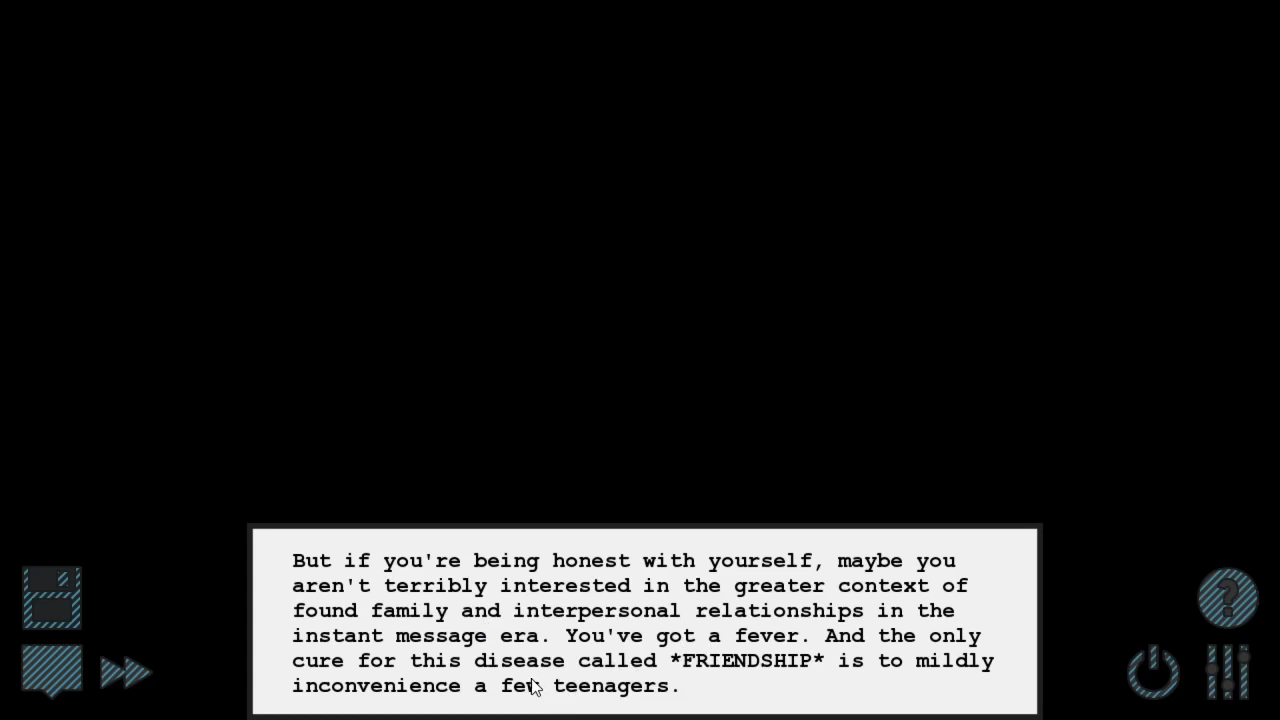 But if you're being honest with yourself, maybe you
aren't terribly interested in the greater context of
found family and interpersonal relationships in the
instant message era. You've got a fever. And the only
cure for this disease called *FRIENDSHIP* is to mildly
inconvenience a few teenagers.
?